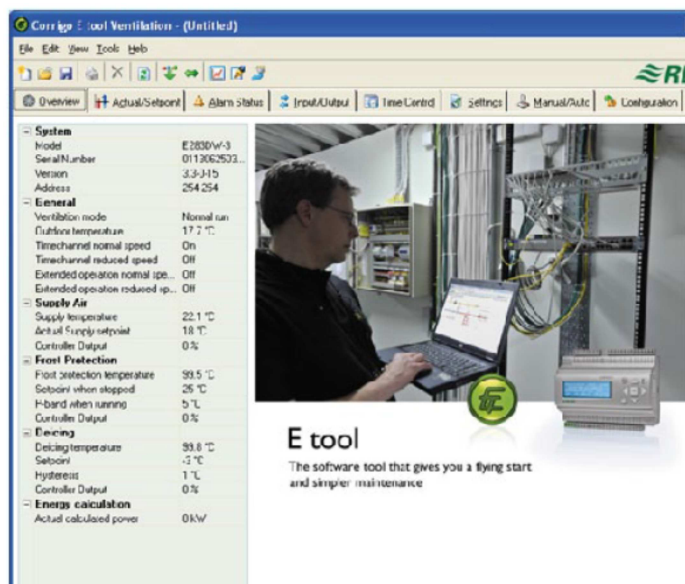 Corrigo E tool Ventilation - (Untitled)
File Edit View Tools Help
Overview Actual/Setpoint Alarm Status Input/Output Time Control Settings Manual/Auto Configuration
System
Model E283DW-3
Serial Number
Version 3.3-0-15
Address 254:254
General
Ventilation mode Normal run
Outdoor temperature 17.7 °C
Timechannel normal speed On
Timechannel reduced speed Off
Extended operation normal spe... Off
Extended operation reduced sp... Off
Supply Air
Supply temperature 22.1 °C
Actual Supply setpoint 18 °C
Controller Output 0 %
Frost Protection
Frost protection temperature 99.5 °C
Setpoint when stopped 25 °C
P-band when running 5 °C
Controller Output 0 %
Deicing
Deicing temperature 99.8 °C
Setpoint -3 °C
Hysteresis 1 °C
Controller Output 0 %
Energy calculation
Actual calculated power 0 kW
E tool
The software tool that gives you a flying start
and simpler maintenance